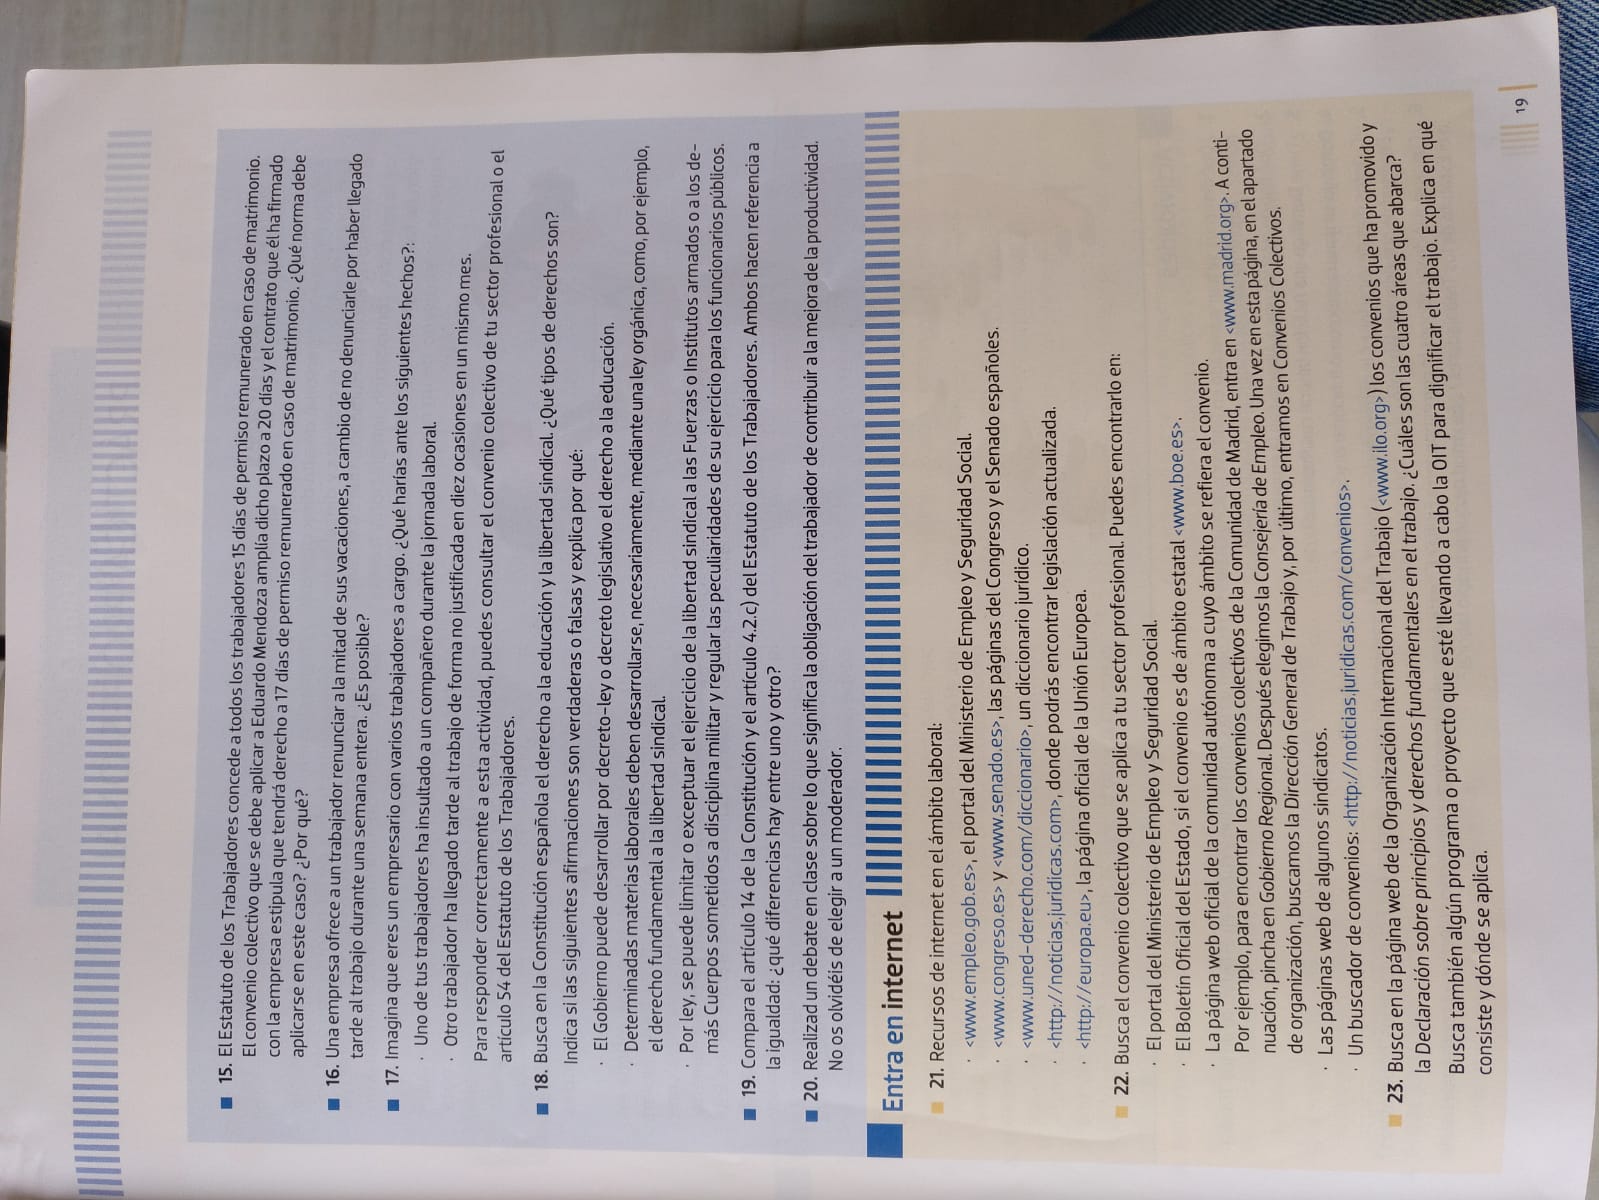 15. El Estatuto de los Trabajadores concede a todos los trabajadores 15 días de permiso remunerado en caso de matrimonio.
El convenio colectivo que se debe aplicar a Eduardo Mendoza amplía dicho plazo a 20 días y el contrato que él ha firmado
con la empresa estipula que tendrá derecho a 17 días de permiso remunerado en caso de matrimonio. ¿Qué norma debe
aplicarse en este caso? ¿Por qué?
16. Una empresa ofrece a un trabajador renunciar a la mitad de sus vacaciones, a cambio de no denunciarle por haber llegado
tarde al trabajo durante una semana entera. ¿Es posible?
17. Imagina que eres un empresario con varios trabajadores a cargo. ¿Qué harías ante los siguientes hechos?:
· Uno de tus trabajadores ha insultado a un compañero durante la jornada laboral.
· Otro trabajador ha llegado tarde al trabajo de forma no justificada en diez ocasiones en un mismo mes.
Para responder correctamente a esta actividad, puedes consultar el convenio colectivo de tu sector profesional o el
artículo 54 del Estatuto de los Trabajadores.
18. Busca en la Constitución española el derecho a la educación y la libertad sindical. ¿Qué tipos de derechos son?
Indica si las siguientes afirmaciones son verdaderas o falsas y explica por qué:
· El Gobierno puede desarrollar por decreto-ley o decreto legislativo el derecho a la educación.
· Determinadas materias laborales deben desarrollarse, necesariamente, mediante una ley orgánica, como, por ejemplo,
el derecho fundamental a la libertad sindical.
· Por ley, se puede limitar o exceptuar el ejercicio de la libertad sindical a las Fuerzas o Institutos armados o a los de-
más Cuerpos sometidos a disciplina militar y regular las peculiaridades de su ejercicio para los funcionarios públicos.
19. Compara el artículo 14 de la Constitución y el artículo 4.2.c) del Estatuto de los Trabajadores. Ambos hacen referencia a
la igualdad: ¿qué diferencias hay entre uno y otro?
20. Realizad un debate en clase sobre lo que significa la obligación del trabajador de contribuir a la mejora de la productividad.
No os olvidéis de elegir a un moderador.
Entra en internet
21. Recursos de internet en el ámbito laboral:
· <www.empleo.gob.es>, el portal del Ministerio de Empleo y Seguridad Social.
· <www.congreso.es> y <www.senado.es>, las páginas del Congreso y el Senado españoles.
· <www.uned-derecho.com/diccionario>, un diccionario jurídico.
· <http://noticias.juridicas.com>, donde podrás encontrar legislación actualizada.
· <http://europa.eu>, la página oficial de la Unión Europea.
22. Busca el convenio colectivo que se aplica a tu sector profesional. Puedes encontrarlo en:
· El portal del Ministerio de Empleo y Seguridad Social.
· El Boletín Oficial del Estado, si el convenio es de ámbito estatal <www.boe.es>.
· La página web oficial de la comunidad autónoma a cuyo ámbito se refiera el convenio.
Por ejemplo, para encontrar los convenios colectivos de la Comunidad de Madrid, entra en <www.madrid.org>. A conti-
nuación, pincha en Gobierno Regional. Después elegimos la Consejería de Empleo. Una vez en esta página, en el apartado
de organización, buscamos la Dirección General de Trabajo y, por último, entramos en Convenios Colectivos.
· Las páginas web de algunos sindicatos.
· Un buscador de convenios: <http://noticias.juridicas.com/convenios>.
23. Busca en la página web de la Organización Internacional del Trabajo (<www.ilo.org>) los convenios que ha promovido y
la Declaración sobre principios y derechos fundamentales en el trabajo. ¿Cuáles son las cuatro áreas que abarca?
Busca también algún programa o proyecto que esté llevando a cabo la OIT para dignificar el trabajo. Explica en qué
consiste y dónde se aplica.
19